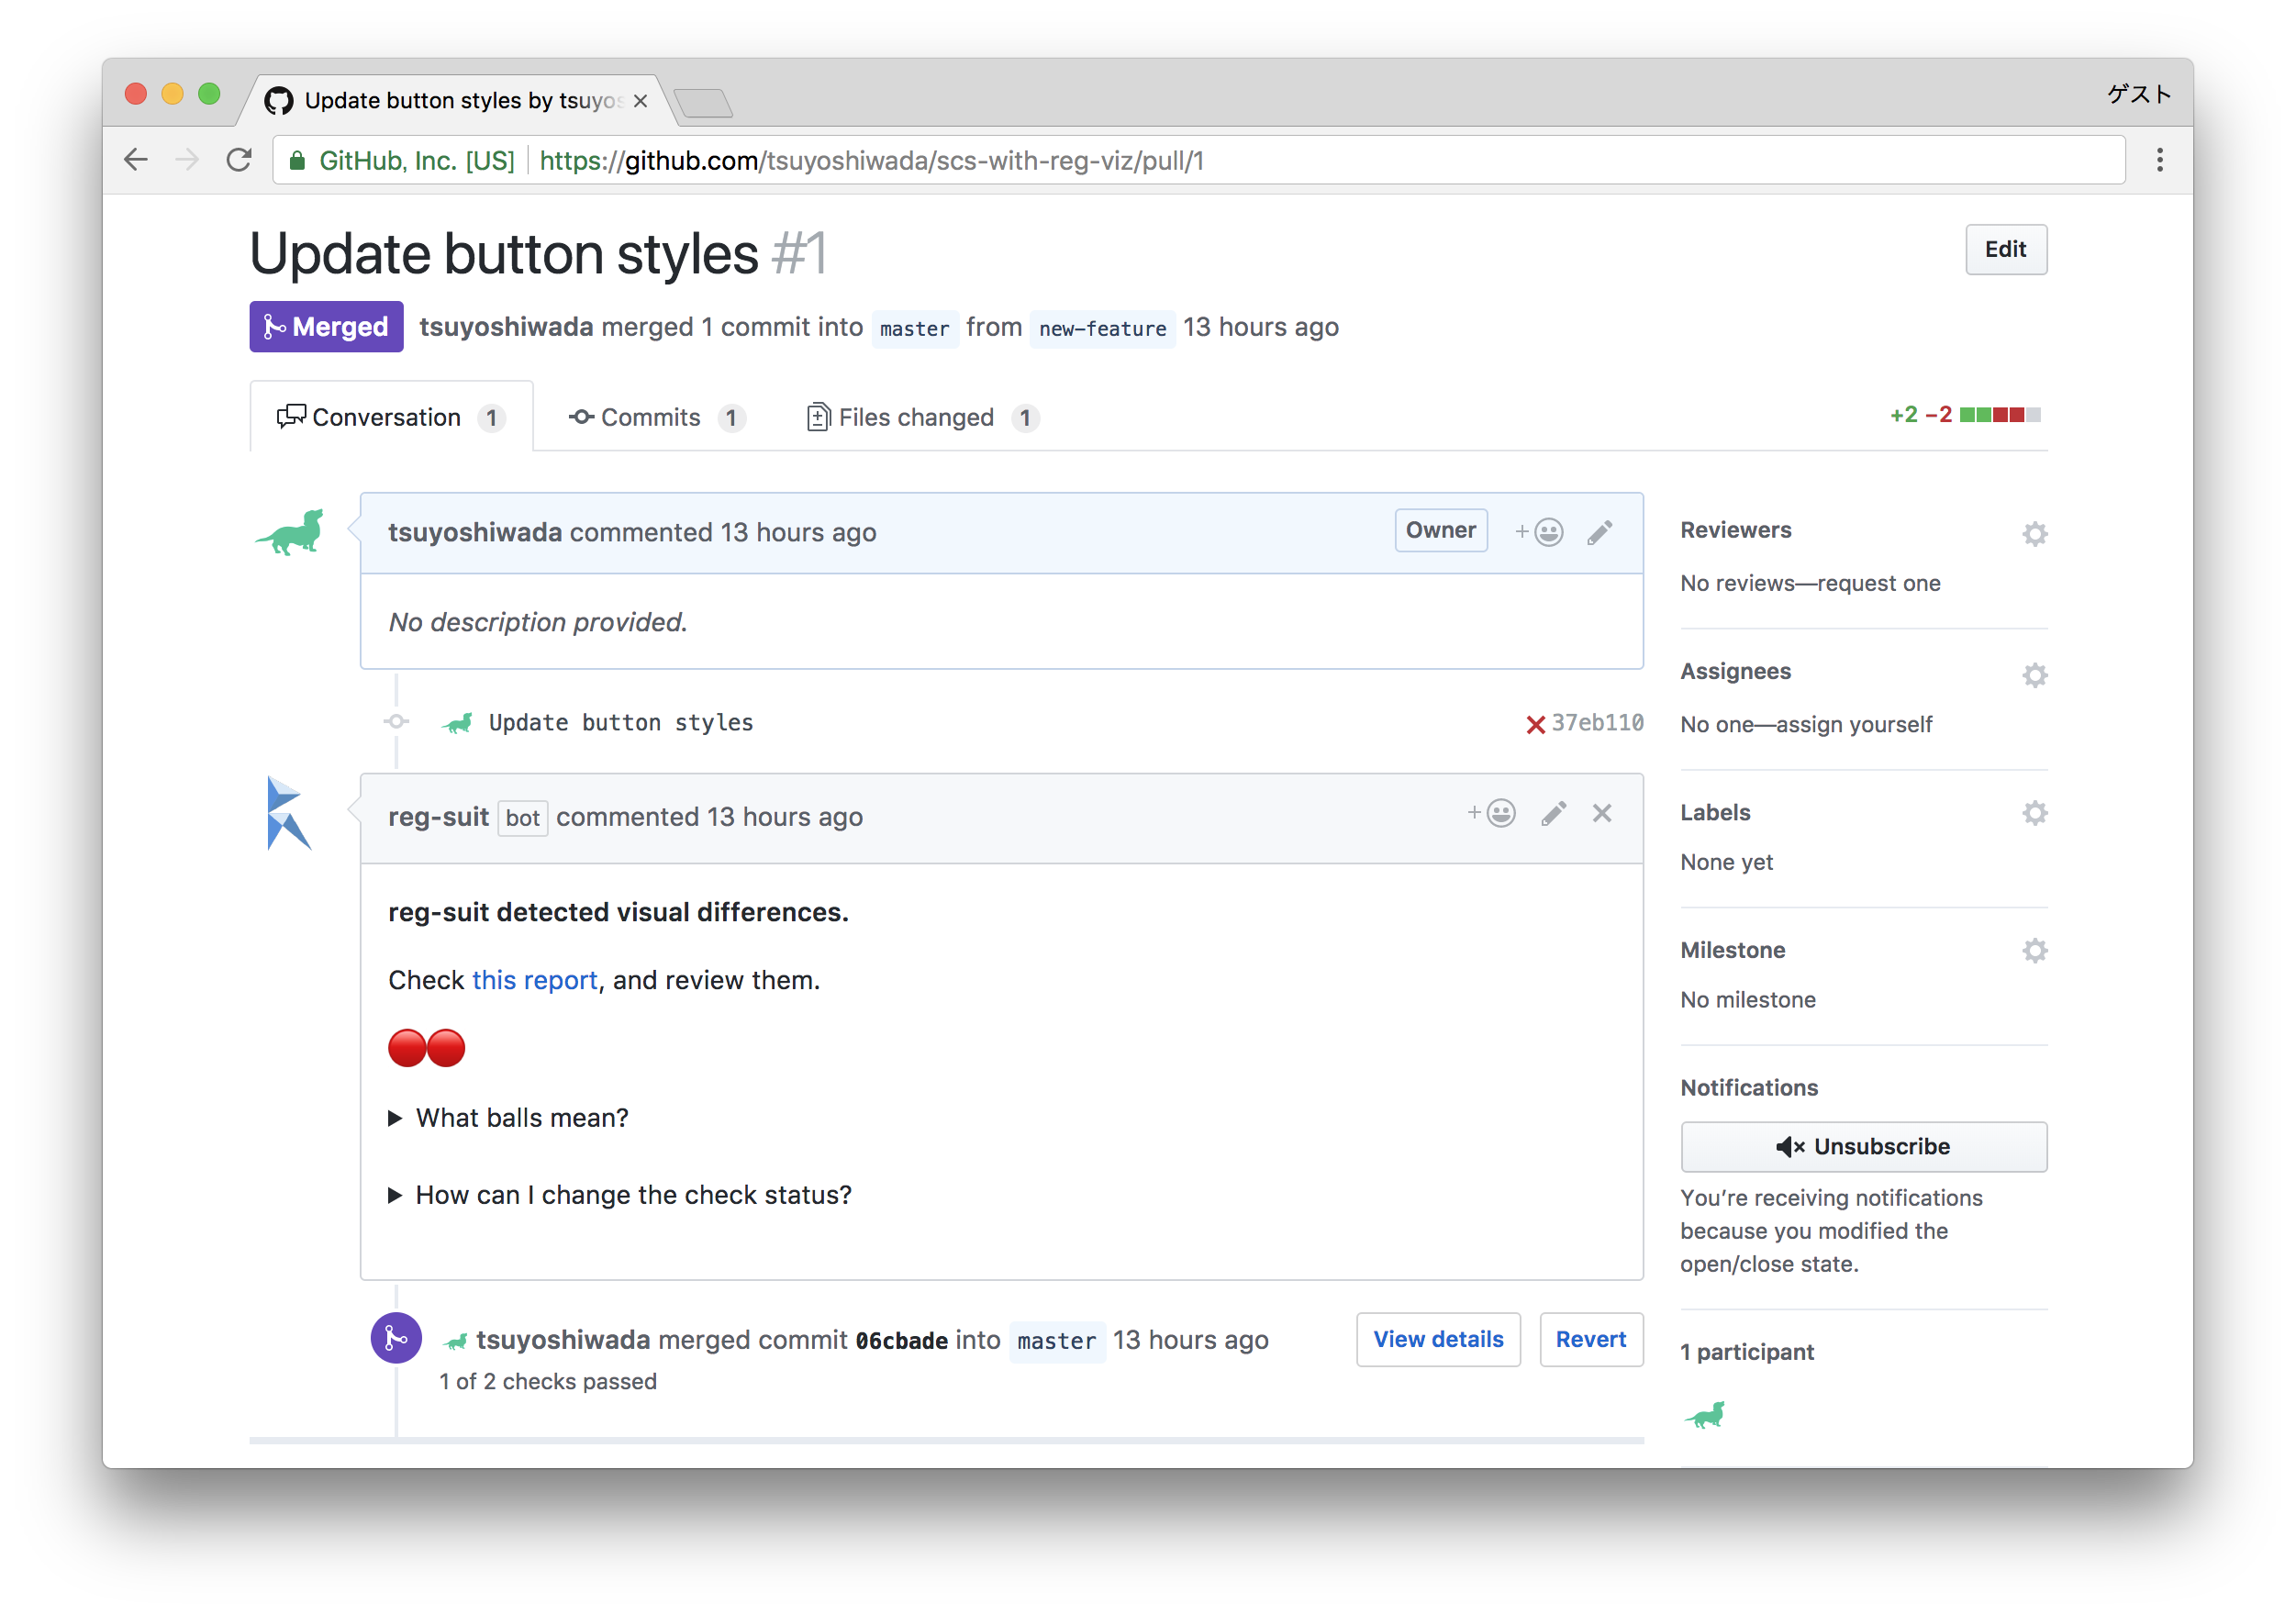 Update button styles by tsuyos
ゲスト
GitHub, Inc. [US] https://github.com/tsuyoshiwada/scs-with-reg-viz/pull/1
Update button styles #1
Edit
Merged tsuyoshiwada merged 1 commit into master from new-feature 13 hours ago
Conversation 1 Commits 1 Files changed 1 +2 −2
tsuyoshiwada commented 13 hours ago Owner
No description provided.
Update button styles 37eb110
reg-suit bot commented 13 hours ago
reg-suit detected visual differences.
Check this report, and review them.
What balls mean?
How can I change the check status?
tsuyoshiwada merged commit 06cbade into master 13 hours ago View details Revert
1 of 2 checks passed
Reviewers
No reviews—request one
Assignees
No one—assign yourself
Labels
None yet
Milestone
No milestone
Notifications
Unsubscribe
You’re receiving notifications
because you modified the
open/close state.
1 participant